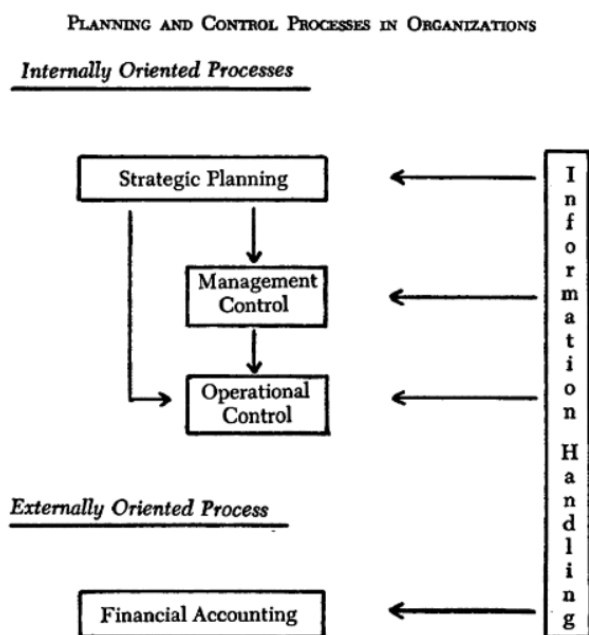 PLANNING AND CONTROL PROCESSES IN ORGANIZATIONS
Internally Oriented Processes
Strategic Planning
Management
Control
Operational
Control
Information Handling
Externally Oriented Process
Financial Accounting